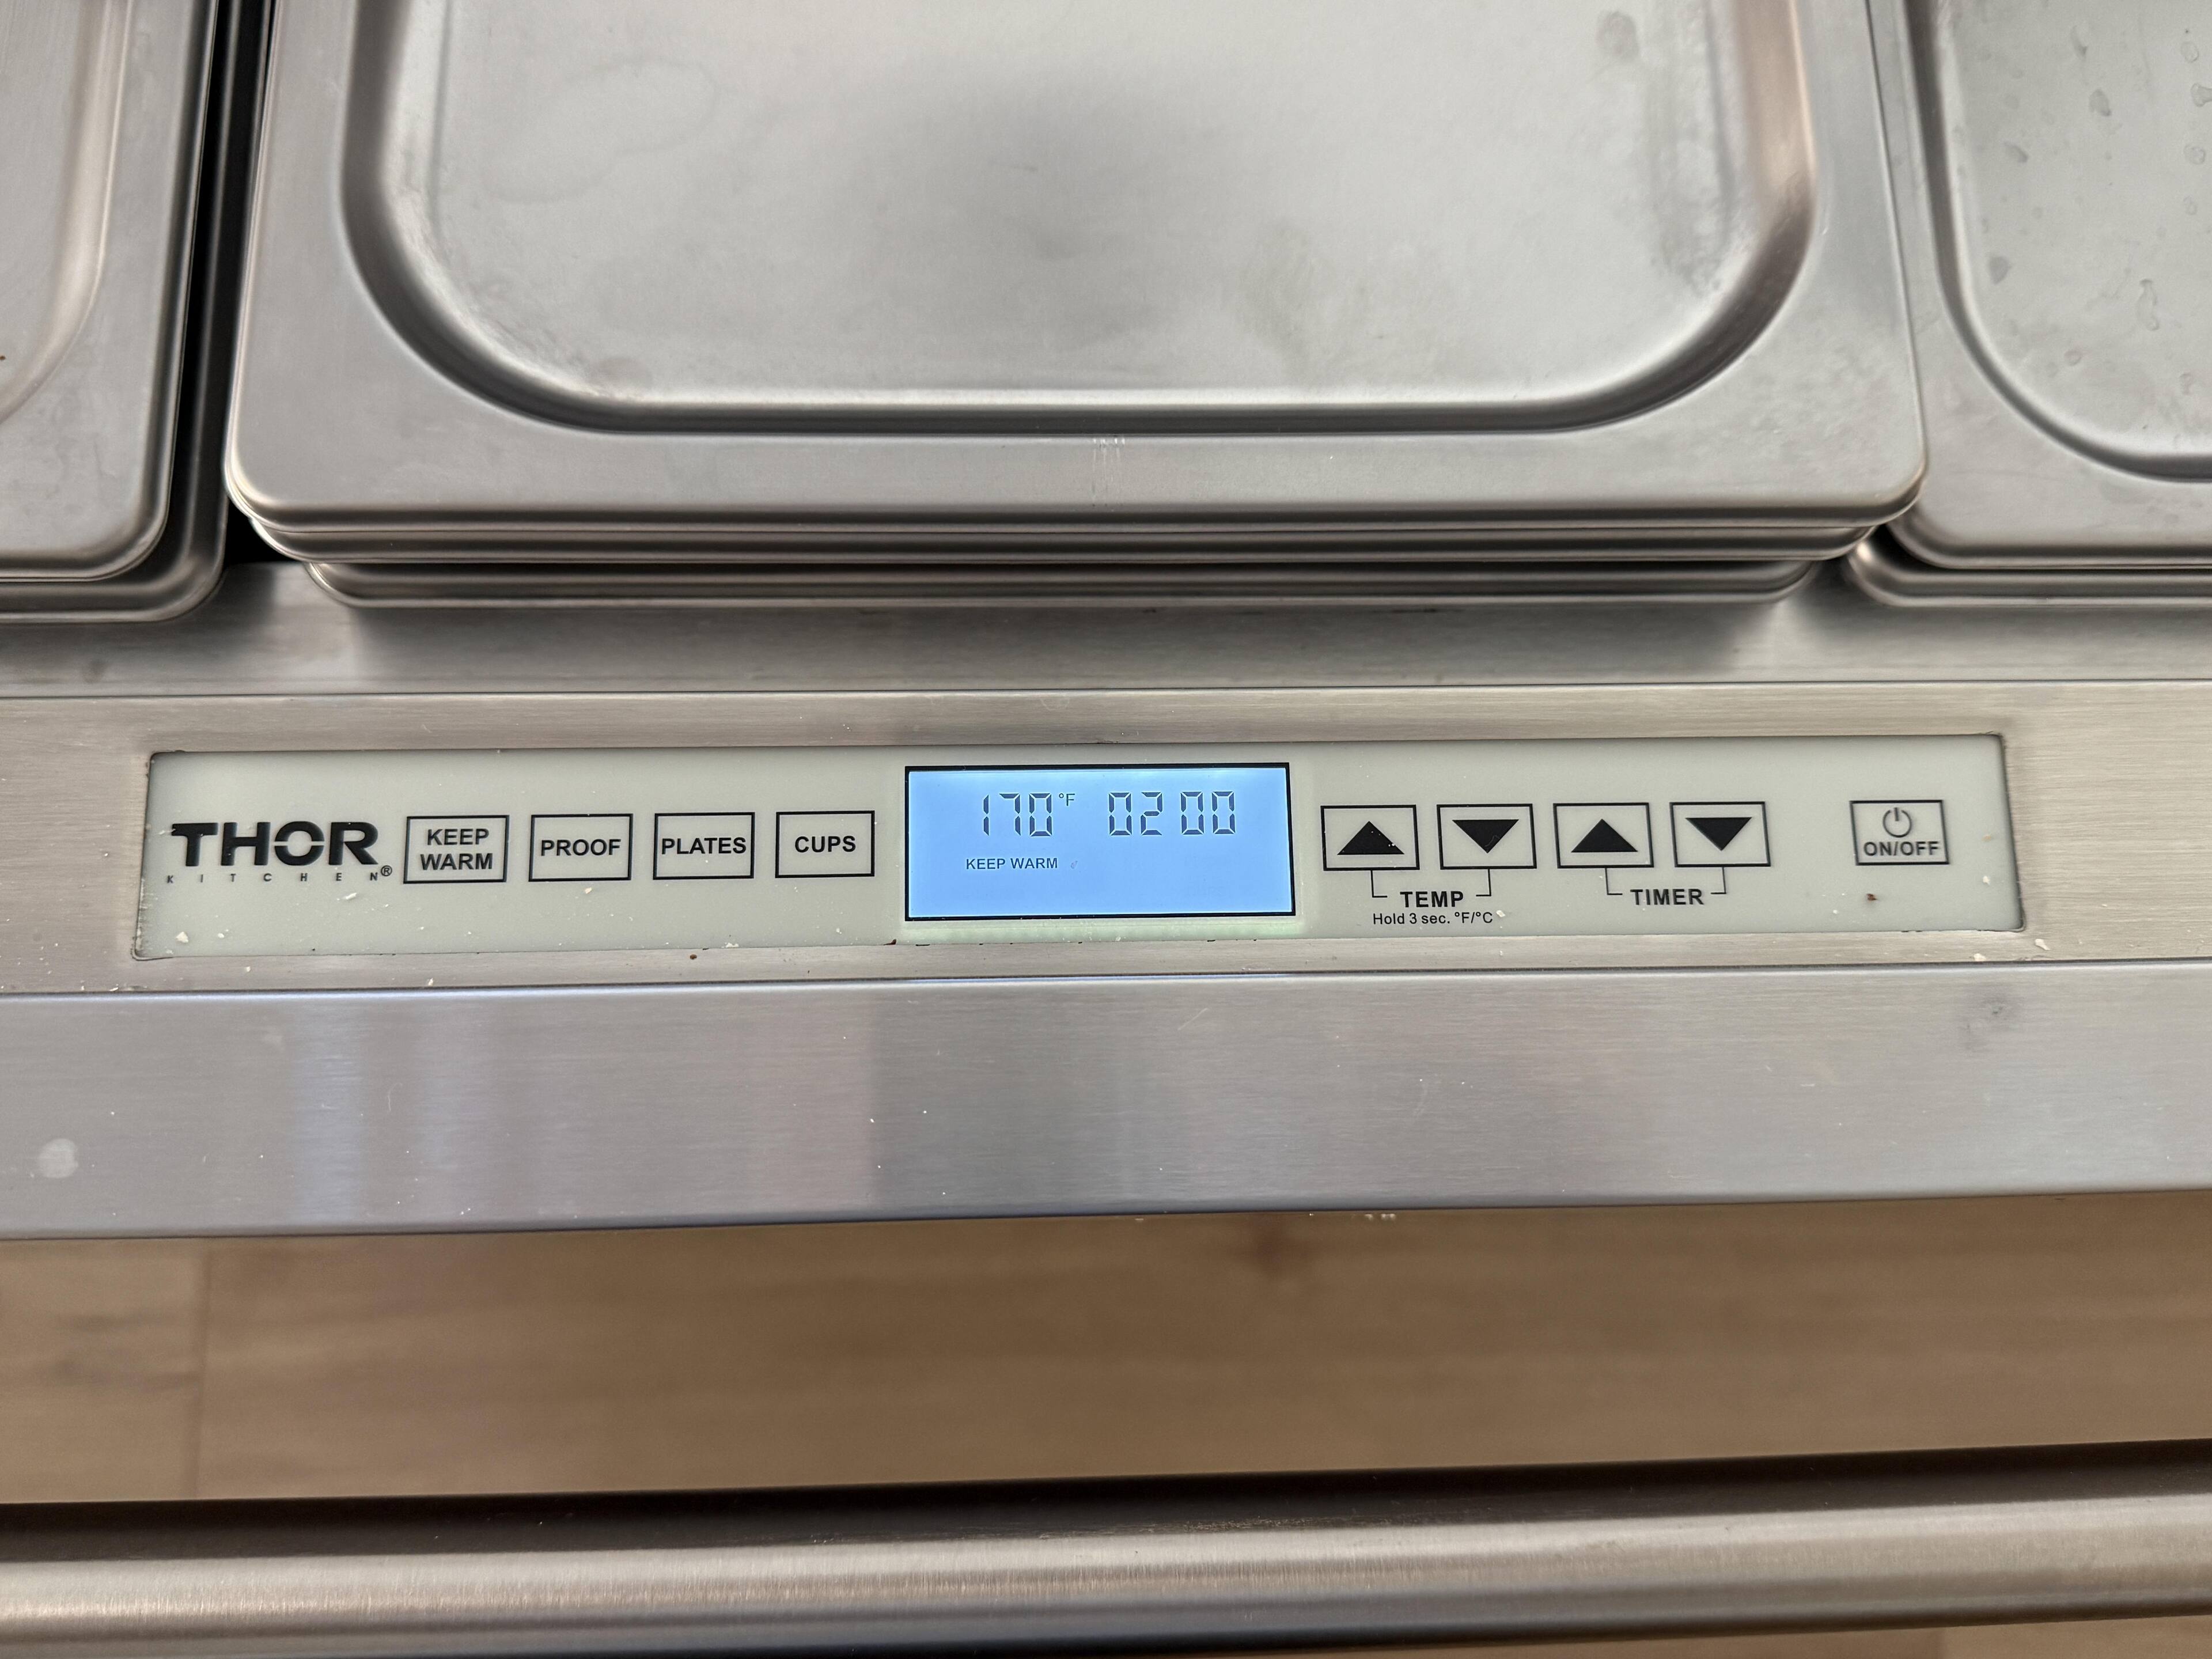 THOR®
KITCHEN
KEEP
WARM
PROOF
PLATES
CUPS
170°F 02 00
KEEP WARM
TEMP
Hold 3 sec. °F/°C
TIMER
ON/OFF